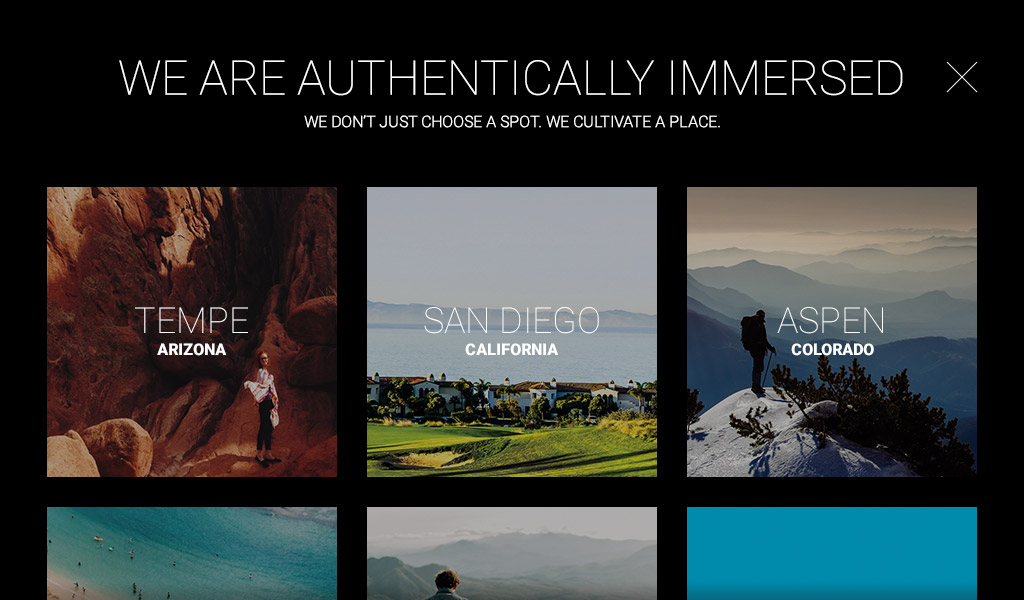 WE ARE AUTHENTICALLY IMMERSED
WE DON'T JUST CHOOSE A SPOT. WE CULTIVATE A PLACE.
TEMPE
ARIZONA
SAN DIEGO
CALIFORNIA
ASPEN
COLORADO